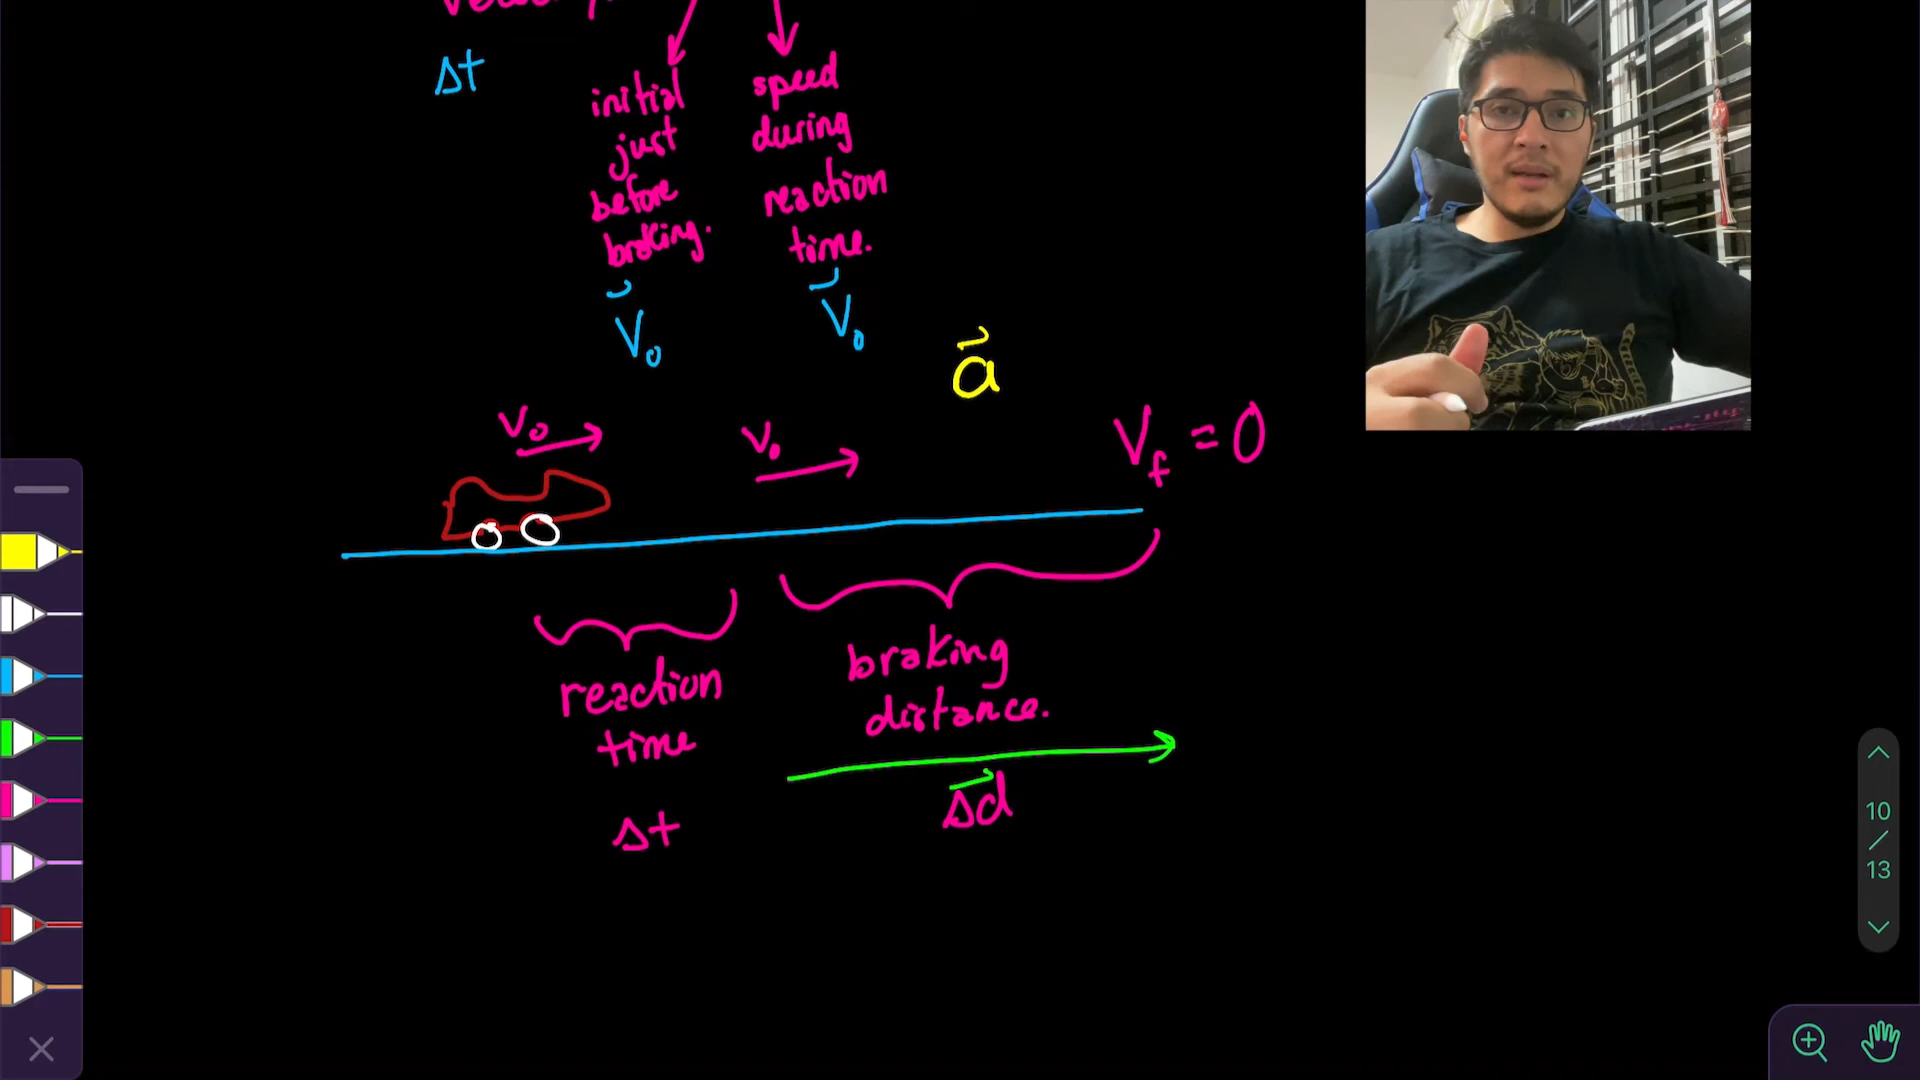 Δt
initial
just
before
braking.
V₀
speed
during
reaction
time.
V₀
a
V₀
V₀
Vf = 0
reaction
time
Δt
braking
distance.
Δd
10
/
13